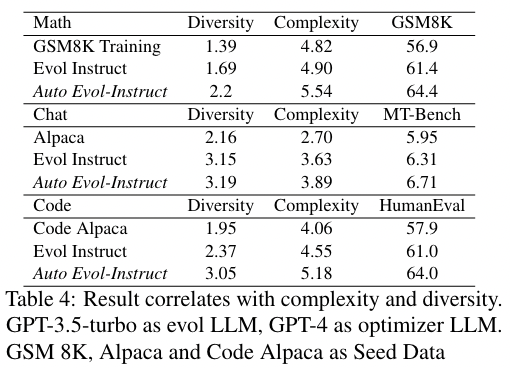 Math Diversity Complexity GSM8K
GSM8K Training 1.39 4.82 56.9
Evol Instruct 1.69 4.90 61.4
Auto Evol-Instruct 2.2 5.54 64.4
Chat Diversity Complexity MT-Bench
Alpaca 2.16 2.70 5.95
Evol Instruct 3.15 3.63 6.31
Auto Evol-Instruct 3.19 3.89 6.71
Code Diversity Complexity HumanEval
Code Alpaca 1.95 4.06 57.9
Evol Instruct 2.37 4.55 61.0
Auto Evol-Instruct 3.05 5.18 64.0
Table 4: Result correlates with complexity and diversity.
GPT-3.5-turbo as evol LLM, GPT-4 as optimizer LLM.
GSM 8K, Alpaca and Code Alpaca as Seed Data